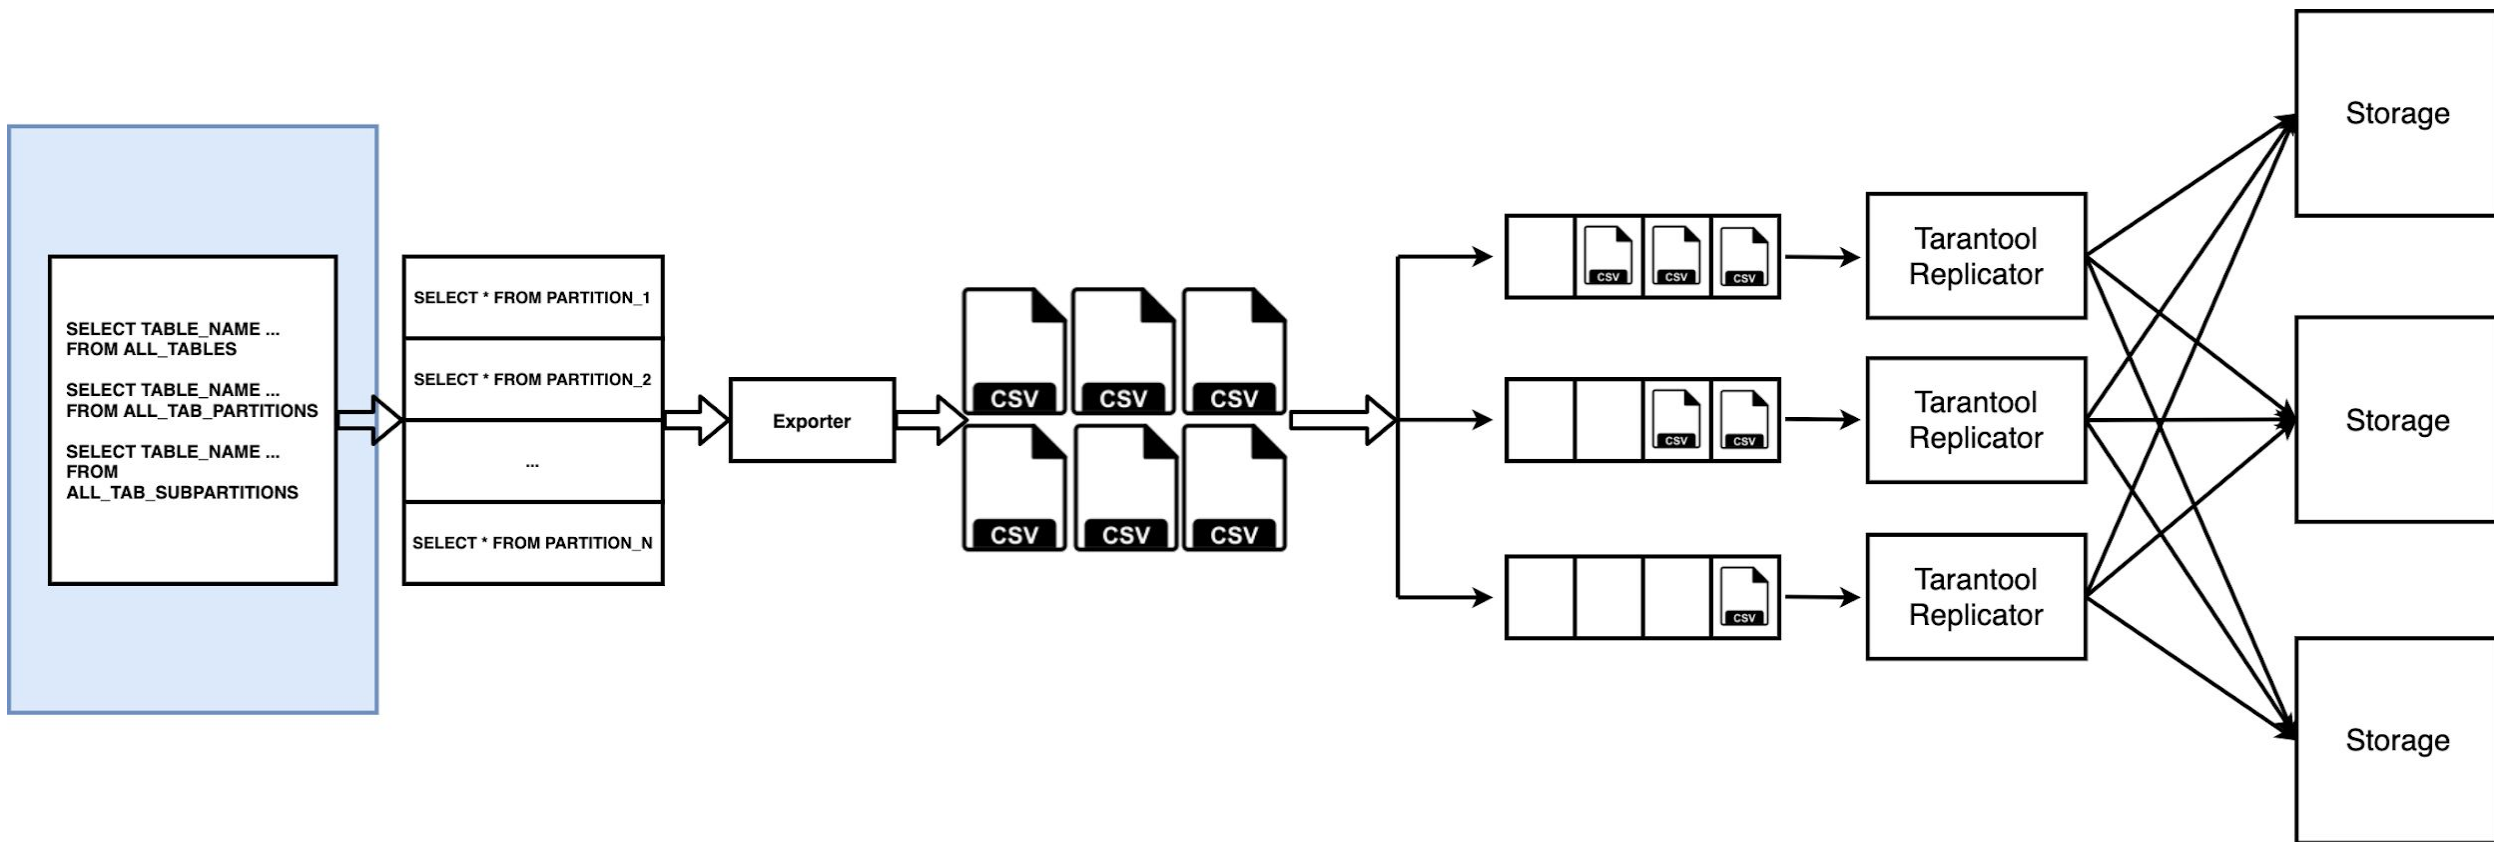 SELECT TABLE_NAME ...
FROM ALL_TABLES
SELECT TABLE_NAME ...
FROM ALL_TAB_PARTITIONS
SELECT TABLE_NAME ...
FROM
ALL_TAB_SUBPARTITIONS
SELECT * FROM PARTITION_1
SELECT * FROM PARTITION_2
...
SELECT * FROM PARTITION_N
Exporter
CSV
CSV
CSV
CSV
CSV
CSV
CSV
CSV
CSV
CSV
CSV
CSV
Tarantool
Replicator
Tarantool
Replicator
Tarantool
Replicator
Storage
Storage
Storage